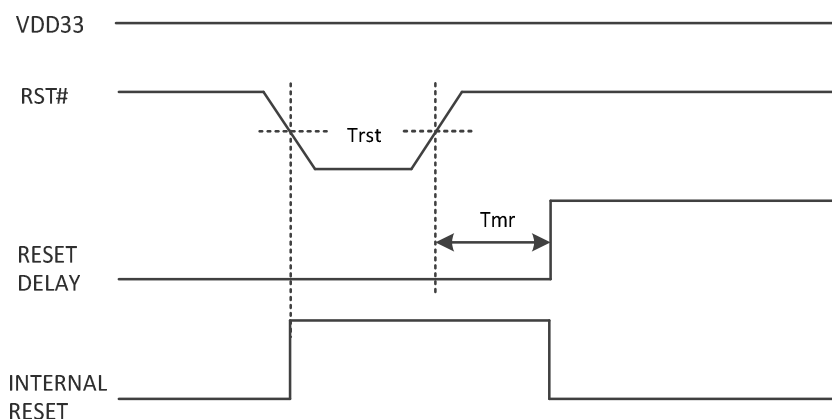 VDD33
RST#
Trst
Tmr
RESET
DELAY
INTERNAL
RESET